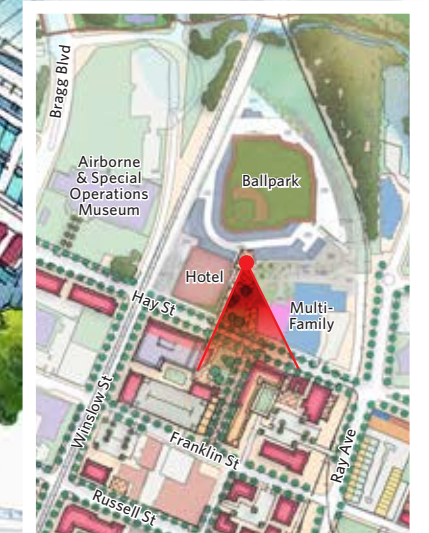 Bragg Blvd
Airborne
& Special
Operations
Museum
Ballpark
Hotel
Hay St
Multi-
Family
Winslow St
Franklin St
Ray Ave
Russell St